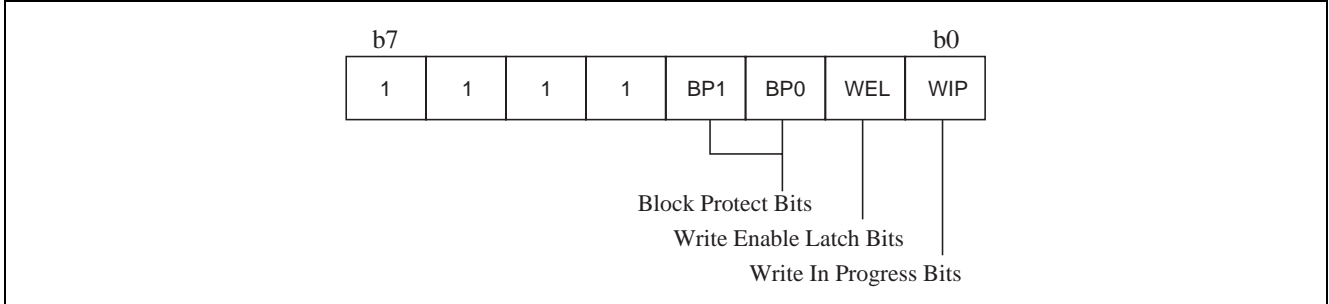 b7 b0
1 1 1 1 BP1 BP0 WEL WIP
Block Protect Bits
Write Enable Latch Bits
Write In Progress Bits